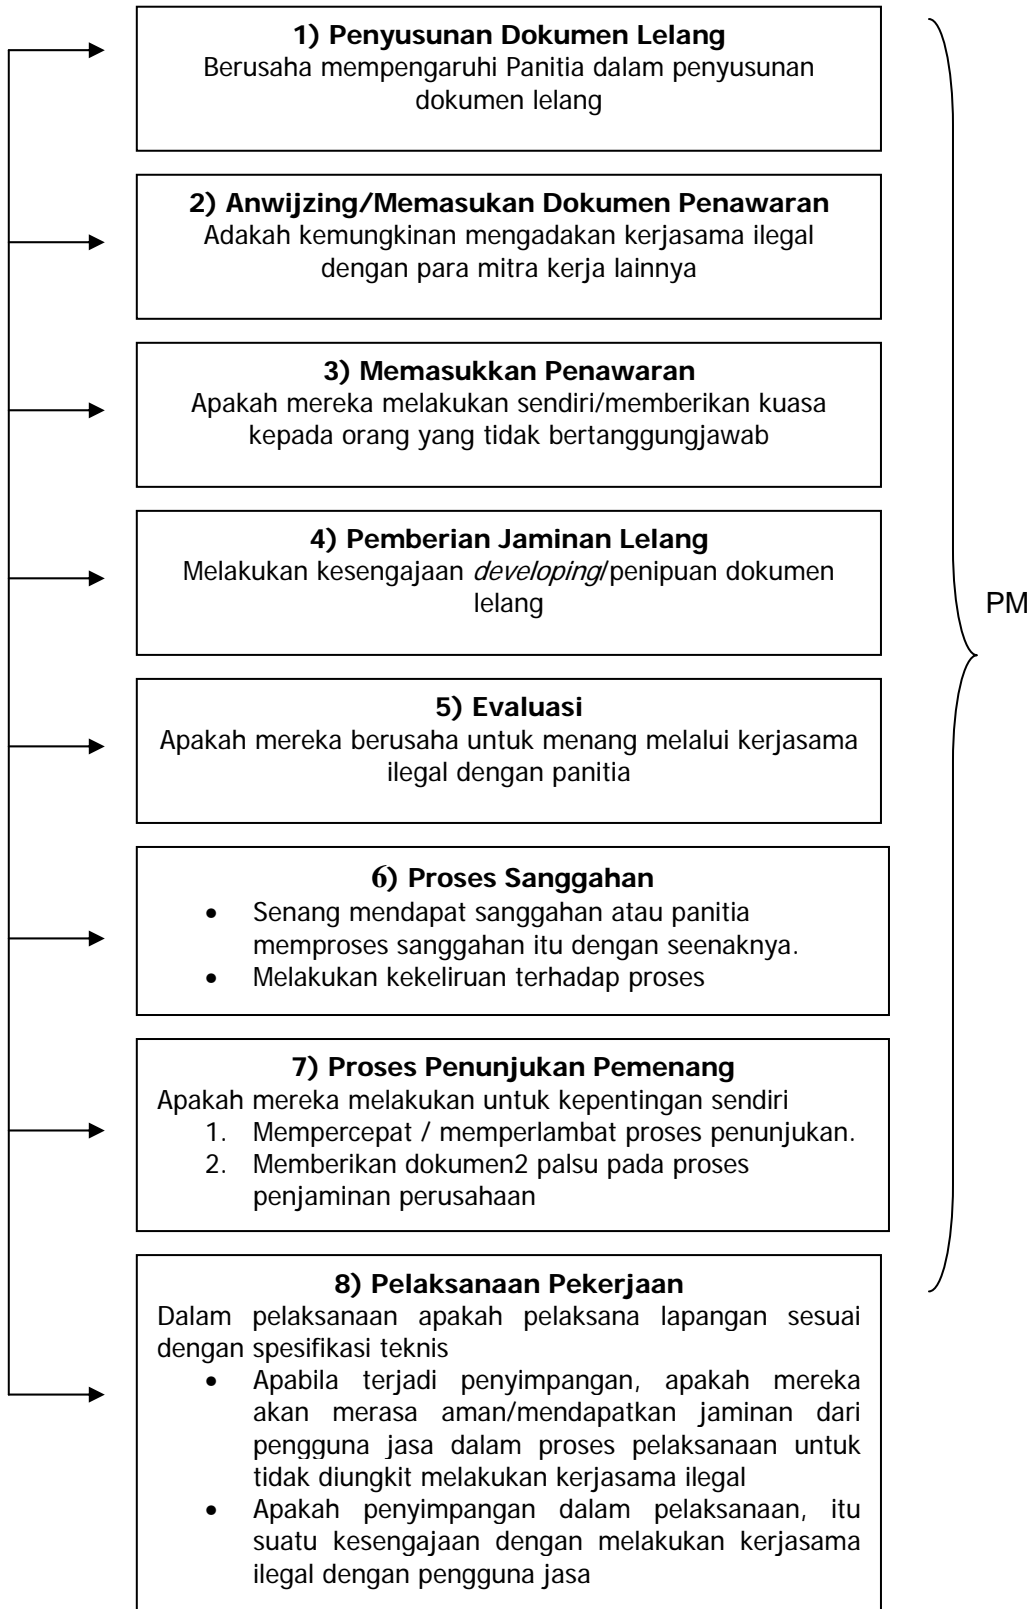 1) Penyusunan Dokumen Lelang
Berusaha mempengaruhi Panitia dalam penyusunan
dokumen lelang
2) Anwijzing/Memasukan Dokumen Penawaran
Adakah kemungkinan mengadakan kerjasama ilegal
dengan para mitra kerja lainnya
3) Memasukkan Penawaran
Apakah mereka melakukan sendiri/memberikan kuasa
kepada orang yang tidak bertanggungjawab
4) Pemberian Jaminan Lelang
Melakukan kesengajaan developing/penipuan dokumen
lelang
PM
5) Evaluasi
Apakah mereka berusaha untuk menang melalui kerjasama
ilegal dengan panitia
6) Proses Sanggahan
• Senang mendapat sanggahan atau panitia
memproses sanggahan itu dengan seenaknya.
• Melakukan kekeliruan terhadap proses
7) Proses Penunjukan Pemenang
Apakah mereka melakukan untuk kepentingan sendiri
1. Mempercepat / memperlambat proses penunjukan.
2. Memberikan dokumen2 palsu pada proses
penjaminan perusahaan
8) Pelaksanaan Pekerjaan
Dalam pelaksanaan apakah pelaksana lapangan sesuai
dengan spesifikasi teknis
• Apabila terjadi penyimpangan, apakah mereka
akan merasa aman/mendapatkan jaminan dari
pengguna jasa dalam proses pelaksanaan untuk
tidak diungkit melakukan kerjasama ilegal
• Apakah penyimpangan dalam pelaksanaan, itu
suatu kesengajaan dengan melakukan kerjasama
ilegal dengan pengguna jasa